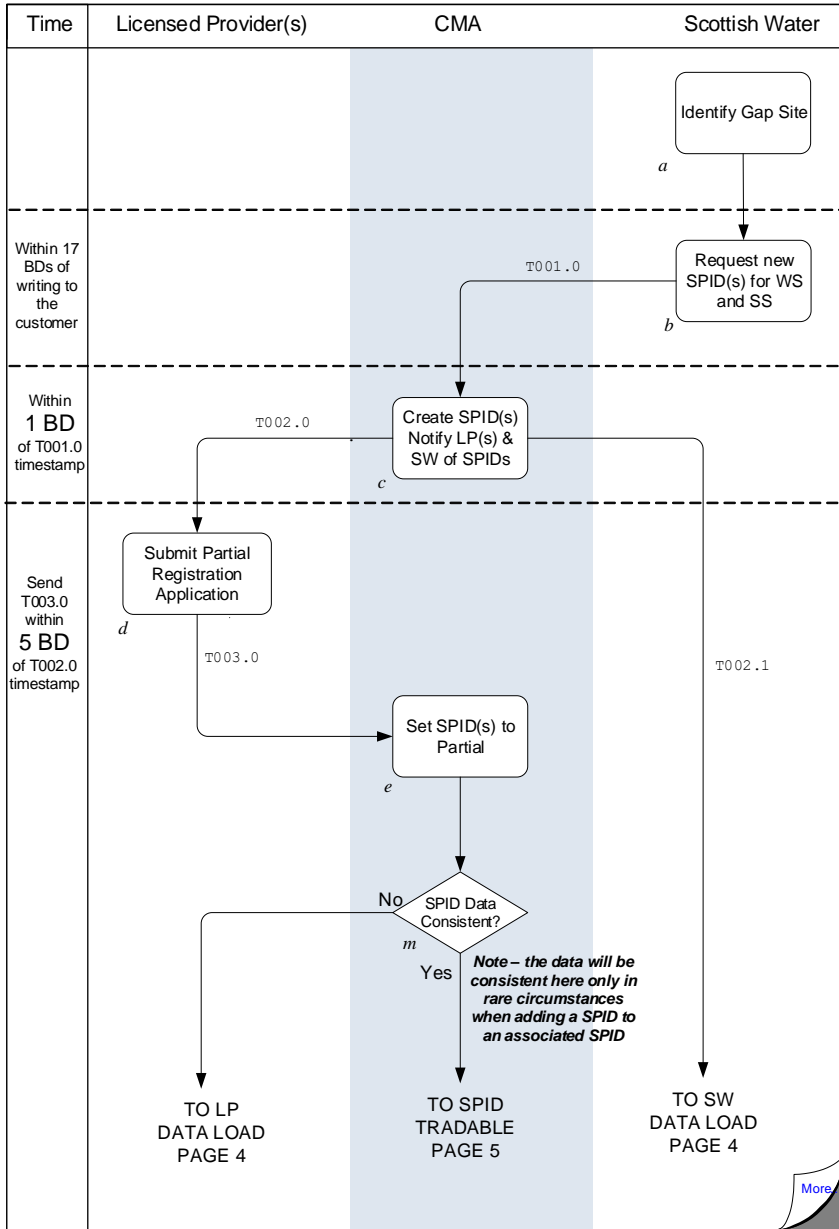 Time
Licensed Provider(s)
CMA
Scottish Water
Identify Gap Site
a
Within 17
BDs of
writing to
the
customer
T001.0
Request new
SPID(s) for WS
and SS
b
Within
1 BD
of T001.0
timestamp
T002.0
Create SPID(s)
Notify LP(s) &
SW of SPIDs
c
Send
T003.0
within
5 BD
of T002.0
timestamp
Submit Partial
Registration
Application
d
T003.0
T002.1
Set SPID(s) to
Partial
e
No
SPID Data
Consistent?
m
Yes
Note – the data will be
consistent here only in
rare circumstances
when adding a SPID to
an associated SPID
TO LP
DATA LOAD
PAGE 4
TO SPID
TRADABLE
PAGE 5
TO SW
DATA LOAD
PAGE 4
More..